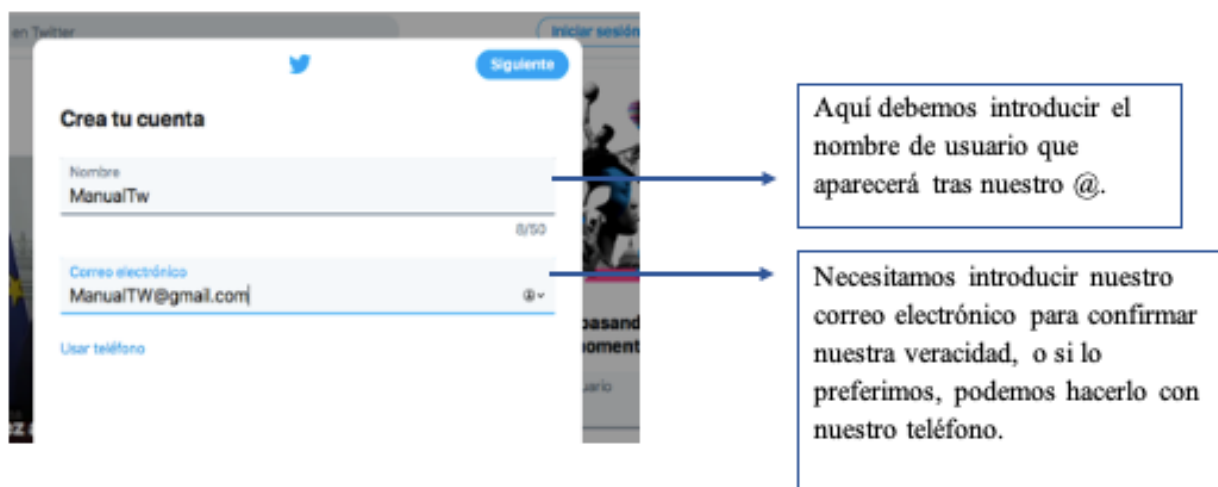 en Twitter
Iniciar sesión
Siguiente
Crea tu cuenta
Nombre
ManualTw
8/50
Correo electrónico
ManualTW@gmail.com
Usar teléfono
Aquí debemos introducir el
nombre de usuario que
aparecerá tras nuestro @.
Necesitamos introducir nuestro
correo electrónico para confirmar
nuestra veracidad, o si lo
preferimos, podemos hacerlo con
nuestro teléfono.